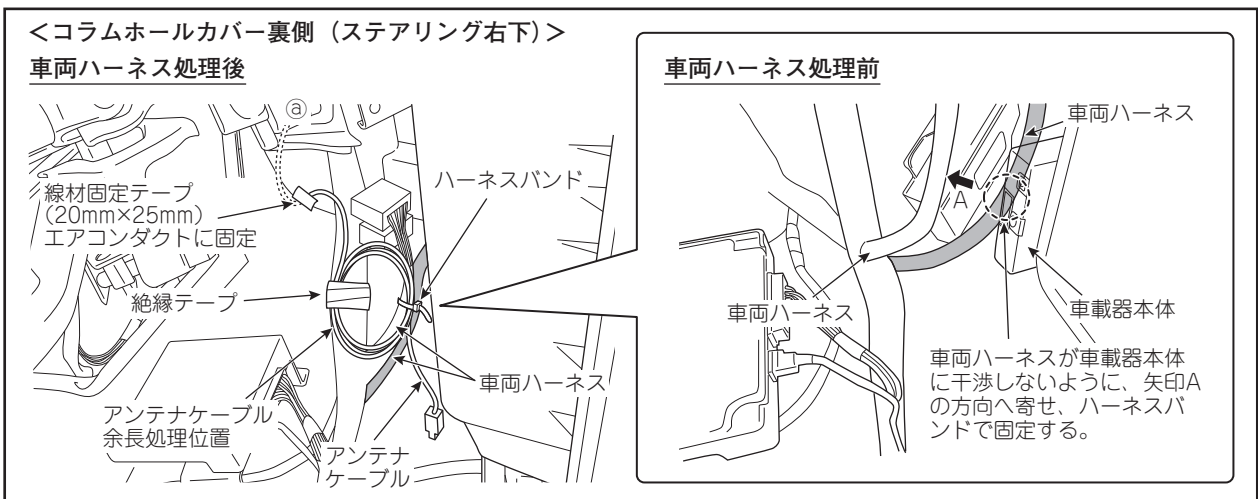 ＜コラムホールカバー裏側（ステアリング右下）＞
車両ハーネス処理後
ⓐ
線材固定テープ
（20mm×25mm）
エアコンダクトに固定
ハーネスバンド
絶縁テープ
車両ハーネス
アンテナケーブル
余長処理位置
アンテナ
ケーブル
車両ハーネス処理前
車両ハーネス
A
車両ハーネス
車載器本体
車両ハーネスが車載器本体
に干渉しないように、矢印A
の方向へ寄せ、ハーネスバ
ンドで固定する。